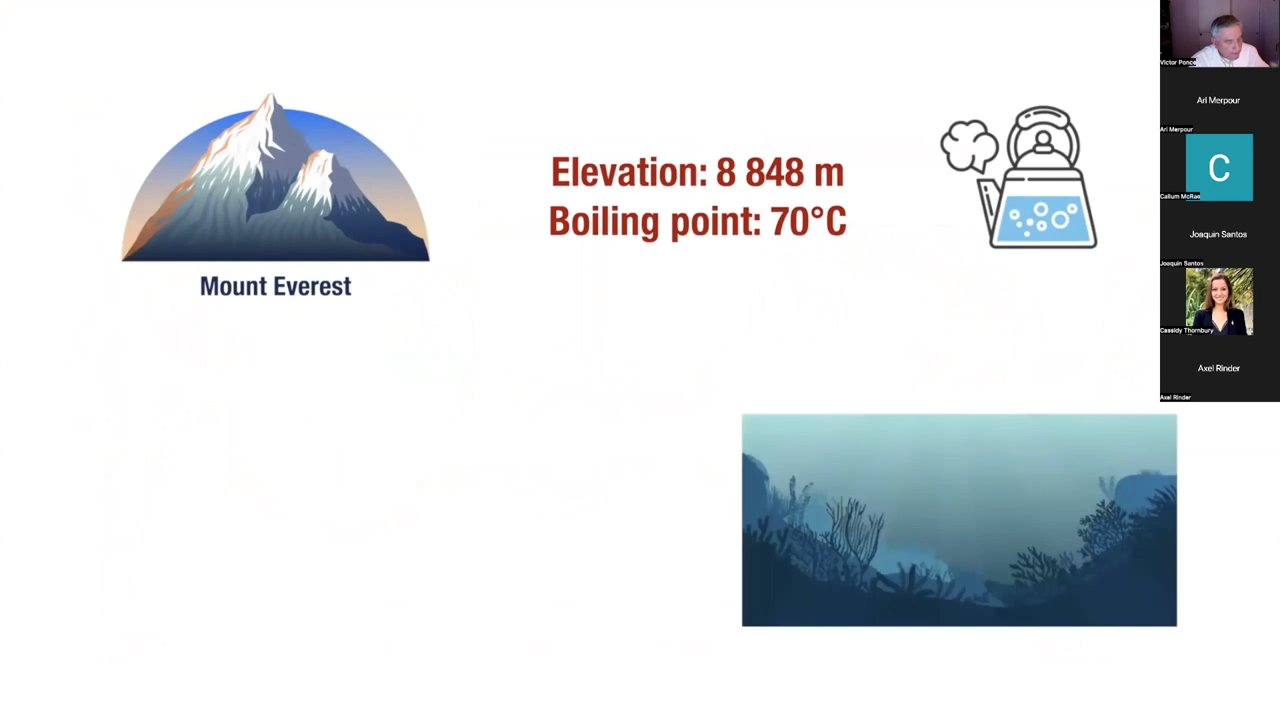 Elevation: 8 848 m
Boiling point: 70°C
Mount Everest
Victor Ponce
Ari Merpour
Ari Merpour
C
Callum McRae
Joaquin Santos
Joaquin Santos
Cassidy Thornbury
Axel Rinder
Axel Rinder